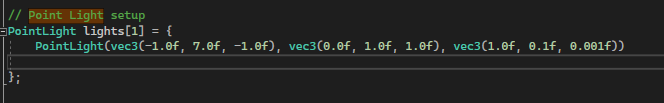 // Point Light setup
PointLight lights[1] = {
    PointLight(vec3(-1.0f, 7.0f, -1.0f), vec3(0.0f, 1.0f, 1.0f), vec3(1.0f, 0.1f, 0.001f))
};